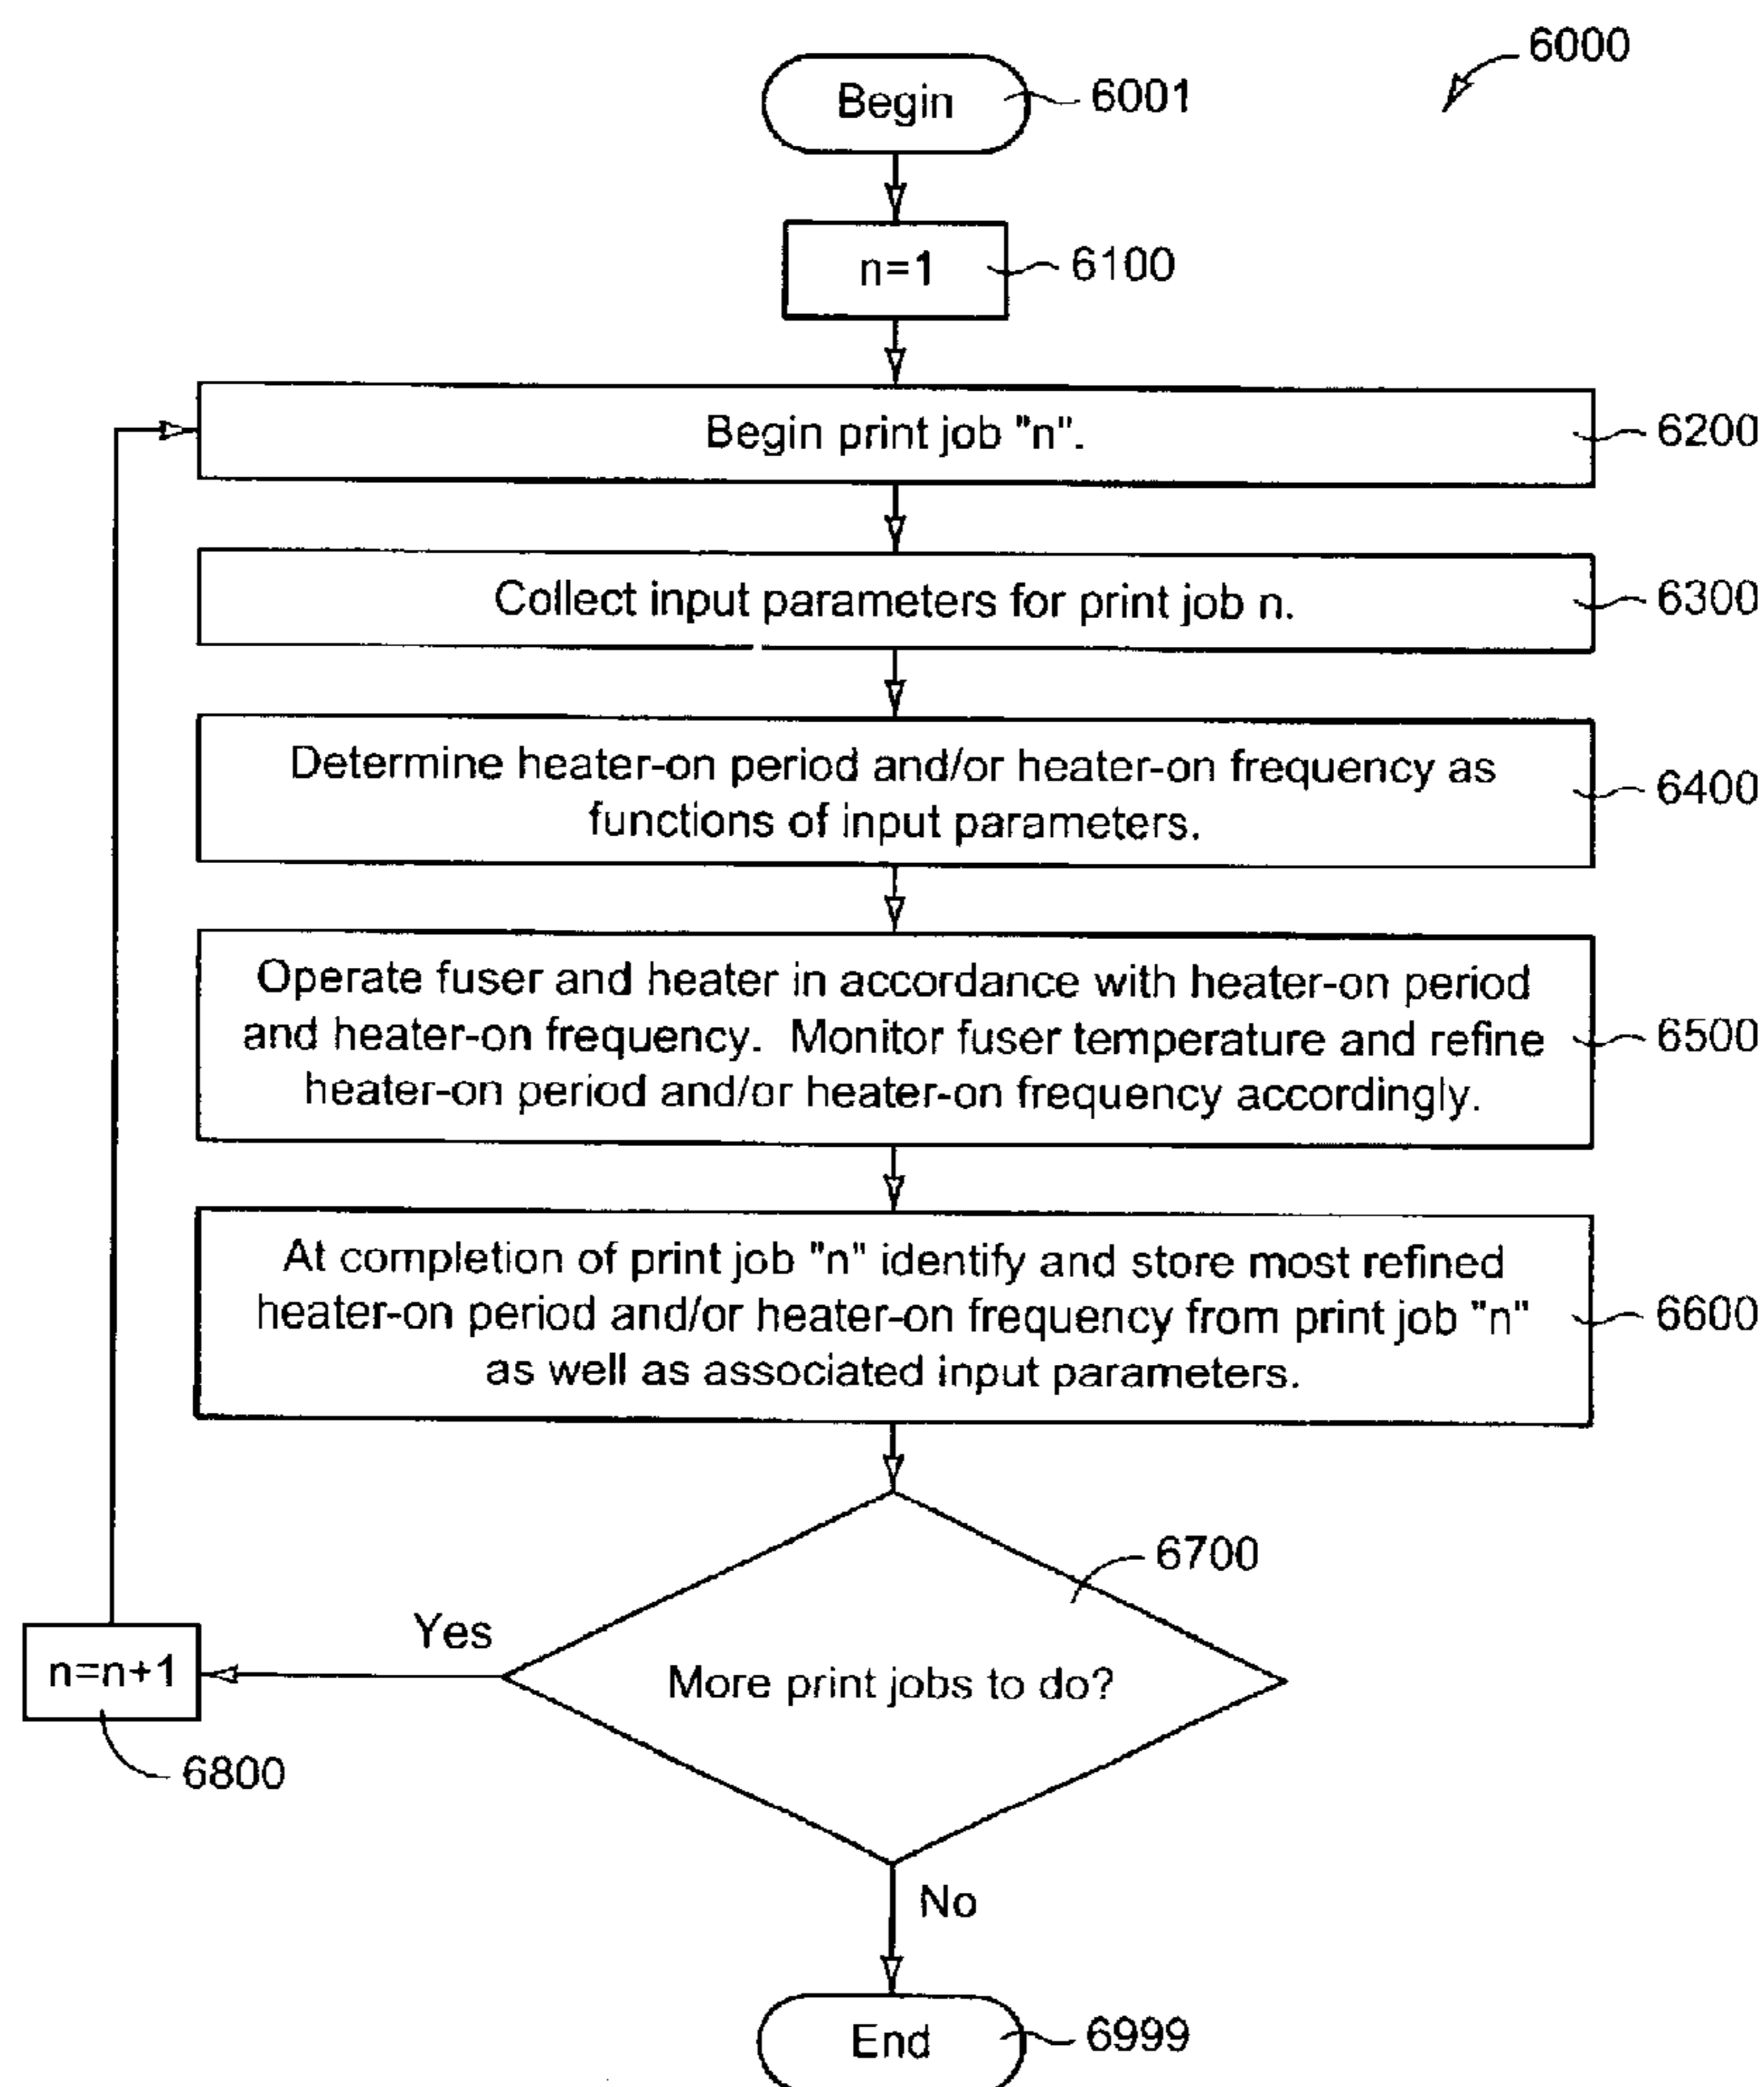 6000
Begin
6001
n=1
6100
Begin print job "n".
6200
Collect input parameters for print job n.
6300
Determine heater-on period and/or heater-on frequency as
functions of input parameters.
6400
Operate fuser and heater in accordance with heater-on period
and heater-on frequency. Monitor fuser temperature and refine
heater-on period and/or heater-on frequency accordingly.
6500
At completion of print job "n" identify and store most refined
heater-on period and/or heater-on frequency from print job "n"
as well as associated input parameters.
6600
6700
More print jobs to do?
Yes
n=n+1
6800
No
End
6999